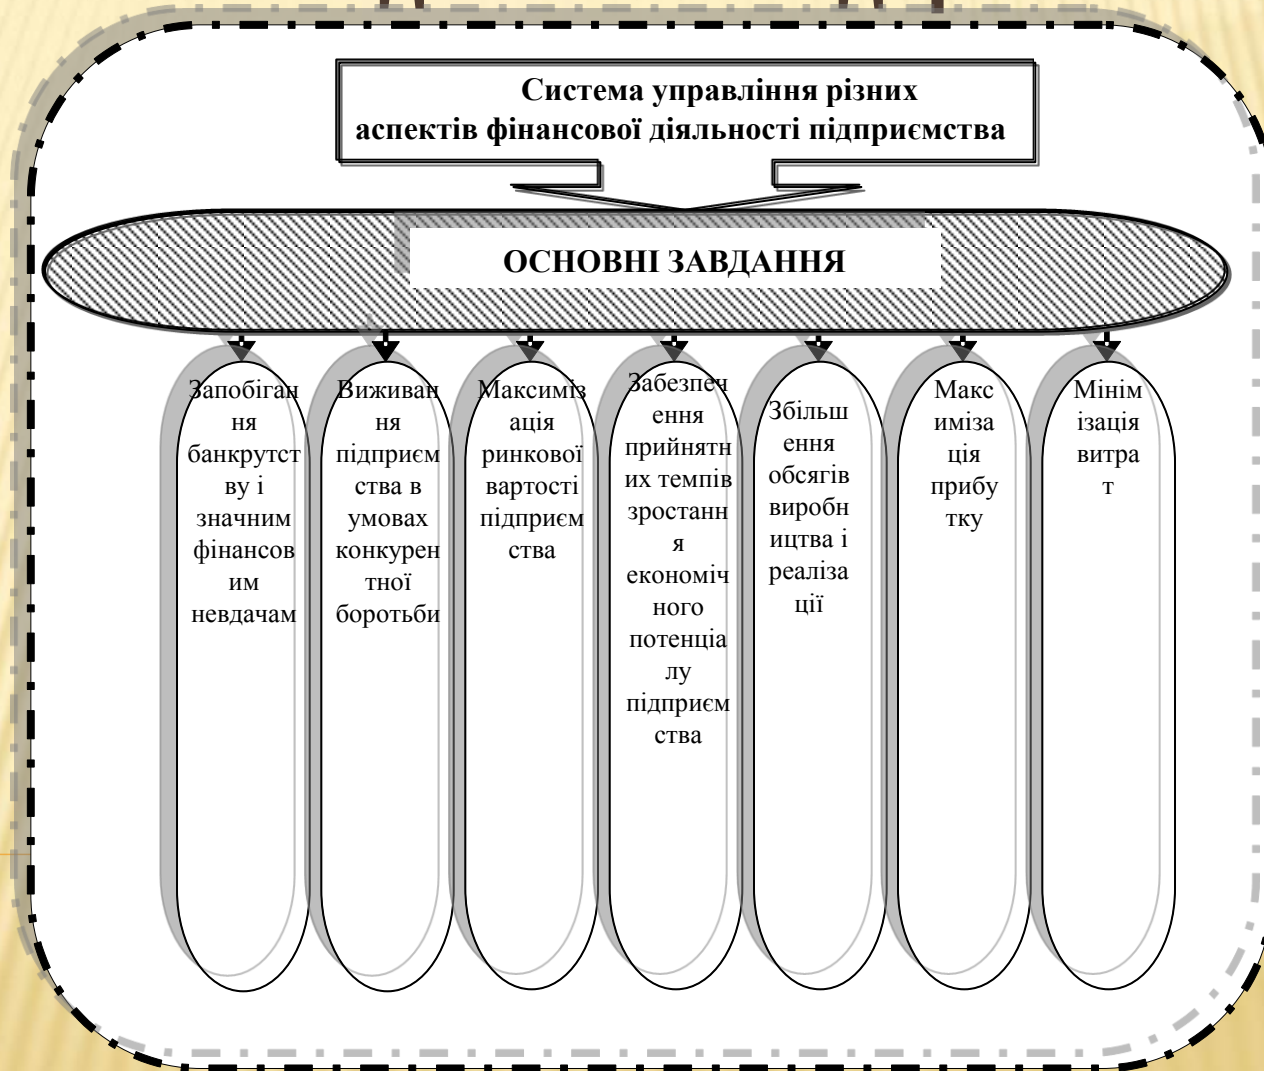 Система управління різних
аспектів фінансової діяльності підприємства
ОСНОВНІ ЗАВДАННЯ
Запобіган
ня
банкрутст
ву і
значним
фінансов
им
невдачам
Виживан
ня
підприєм
ства в
умовах
конкурен
тної
боротьби
Максиміз
ація
ринкової
вартості
підприєм
ства
Забезпеч
ення
прийнятн
их темпів
зростанн
я
економіч
ного
потенціа
лу
підприєм
ства
Збільш
ення
обсягів
виробн
ицтва і
реаліза
ції
Макс
иміза
ція
прибу
тку
Мінім
ізація
витра
т